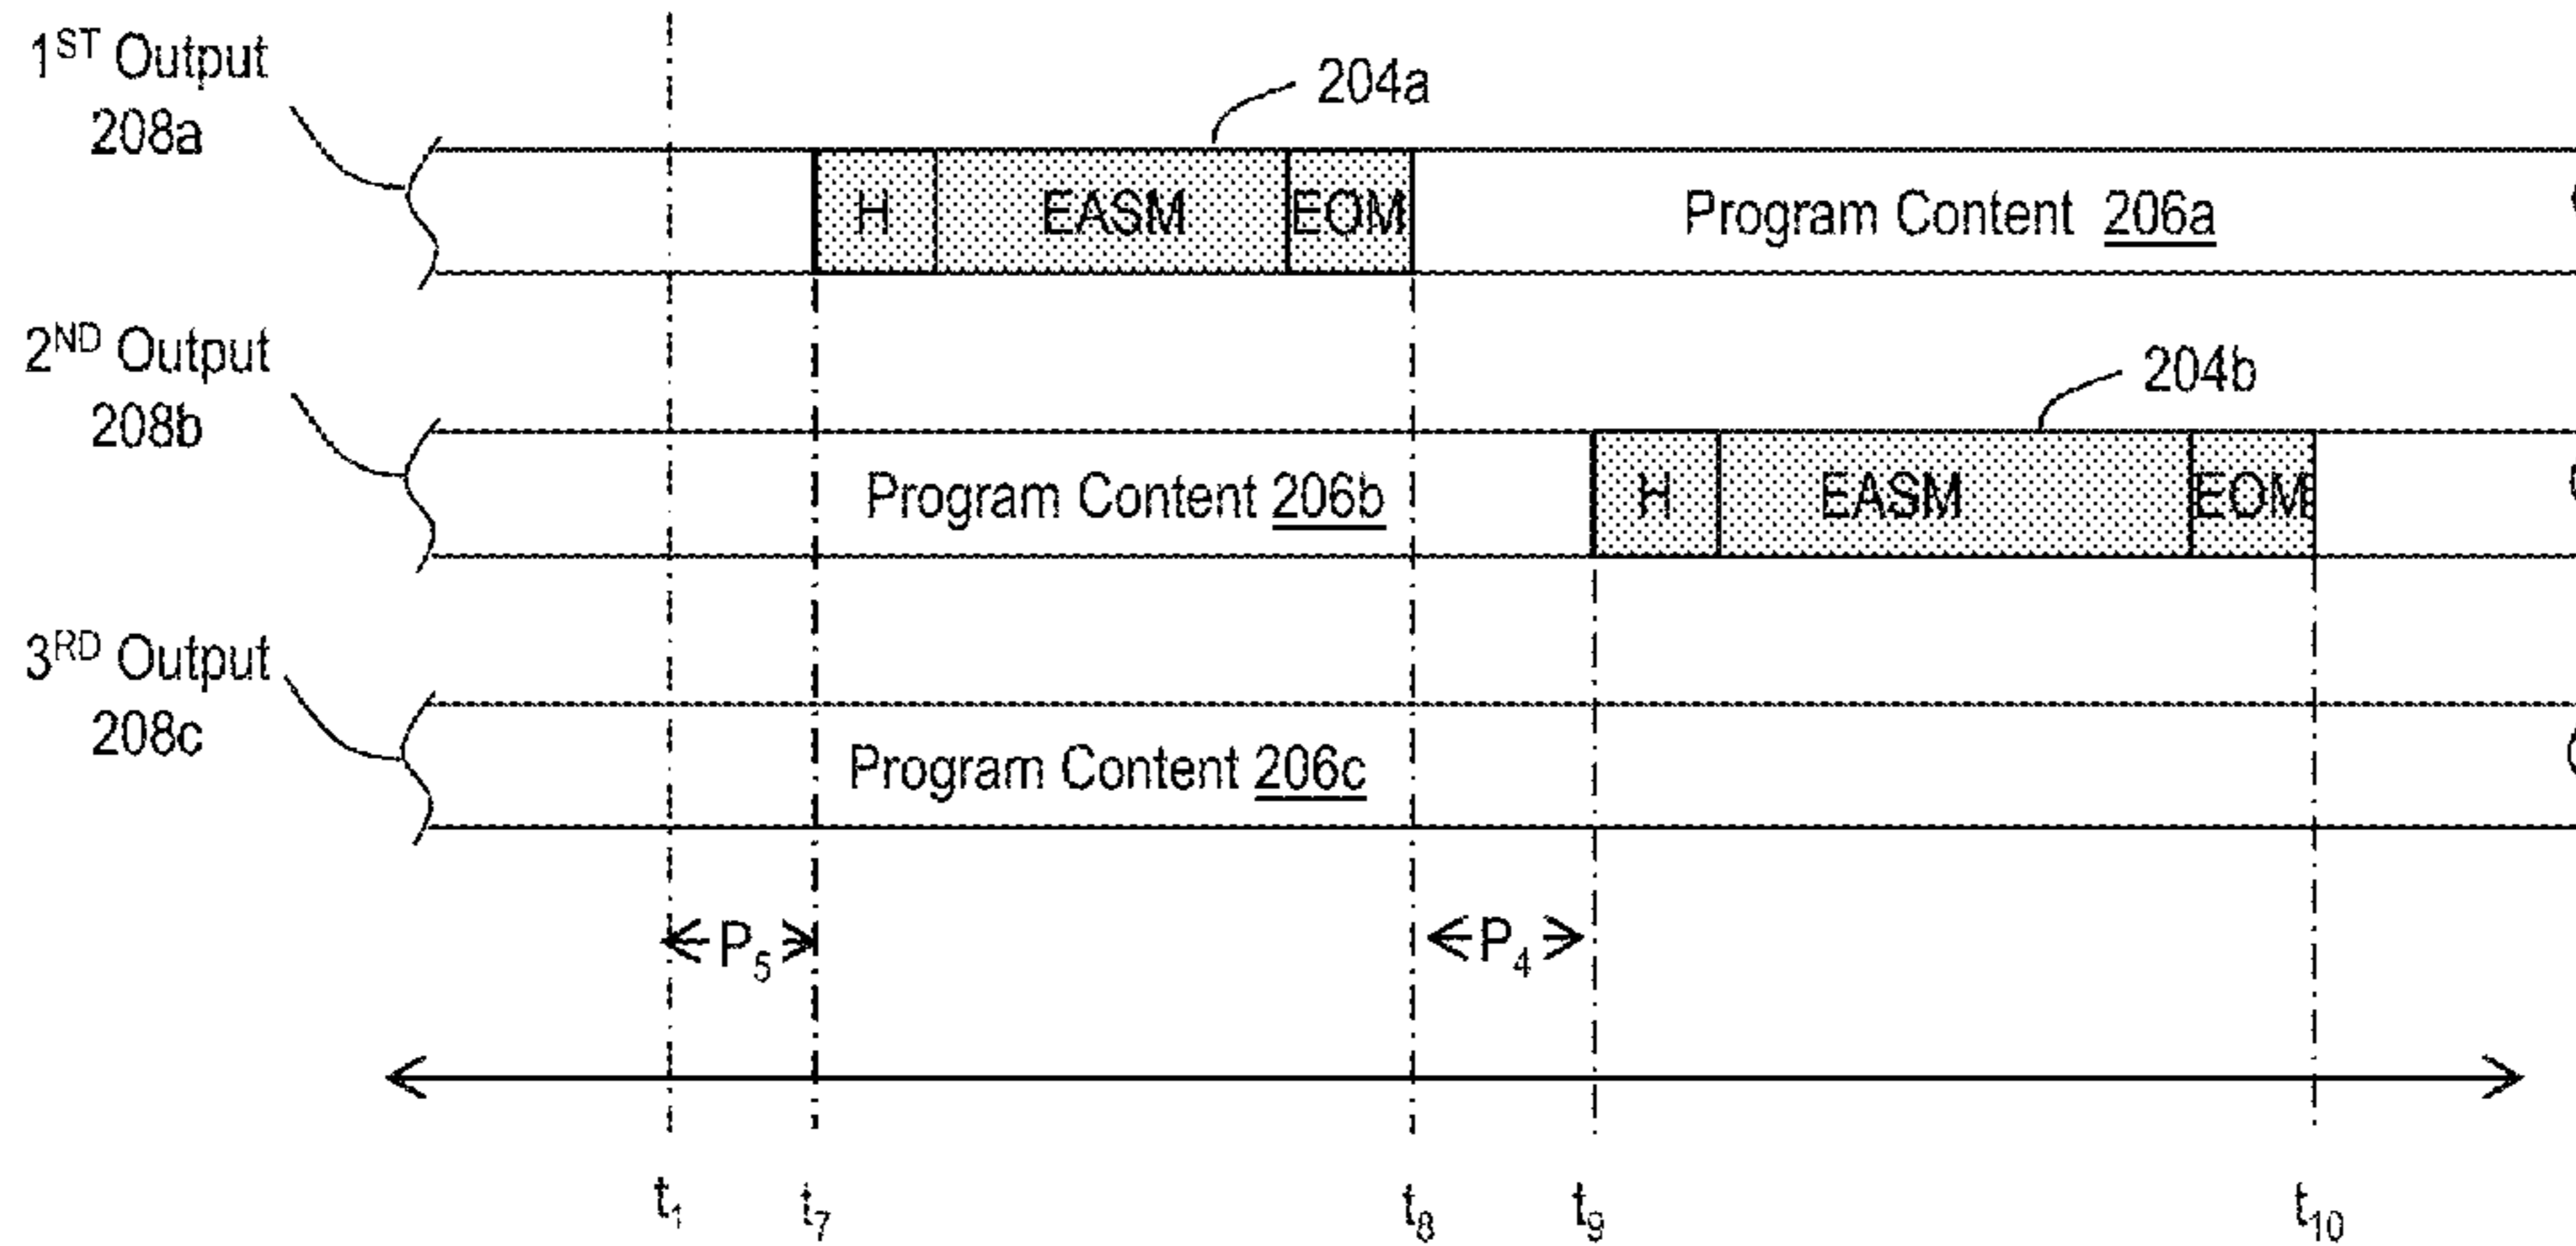 1ST Output
208a
204a
H EASM EOM Program Content 206a
2ND Output
208b
204b
Program Content 206b H EASM EOM
3RD Output
208c
Program Content 206c
P5 P4
t1 t7 t8 t9 t10